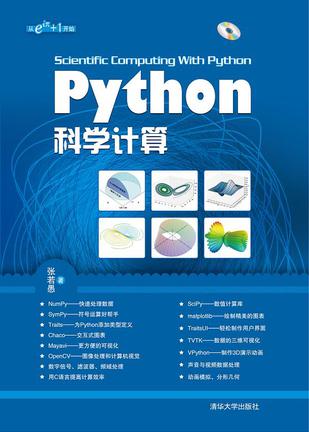 从e^iπ+1开始
Scientific Computing With Python
Python
科学计算
张若愚 著
★ NumPy——快速处理数据
★ SymPy——符号运算好帮手
★ Traits——为Python添加类型定义
★ Chaco——交互式图表
★ Mayavi——更方便的可视化
★ OpenCV——图像处理和计算机视觉
★ 数字信号、滤波器、频域处理
★ 用C语言提高计算效率
★ SciPy——数值计算库
★ matplotlib——绘制精美的图表
★ TraitsUI——轻松制作用户界面
★ TVTK——数据的三维可视化
★ VPython——制作3D演示动画
★ 声音与视频数据处理
★ 动画模拟、分形几何
清华大学出版社